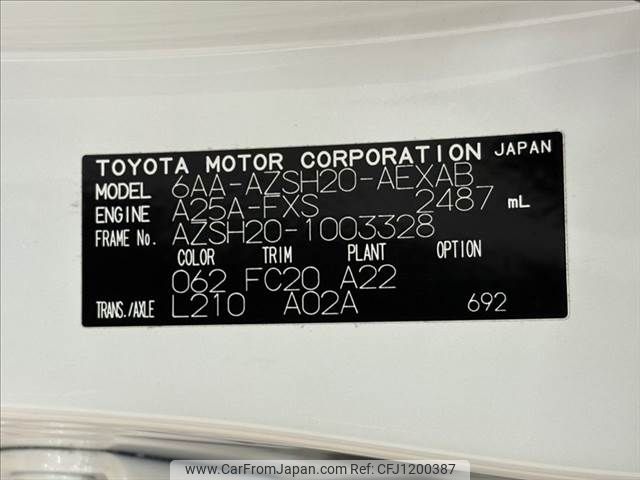 TOYOTA MOTOR CORPORATION JAPAN
MODEL 6AA-AZSH20-AEXAB
ENGINE A25A-FXS 2487 mL
FRAME No. AZSH20-1003328
COLOR TRIM PLANT OPTION
062 FC20 A22
TRANS./AXLE L210 A02A 692
www.CarFromJapan.com | CFJ1200387